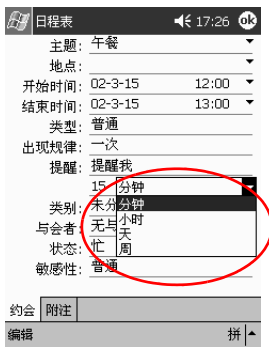 日程表 17:26 ok
主题: 午餐
地点:
开始时间: 02-3-15 12:00
结束时间: 02-3-15 13:00
类型: 普通
出现规律: 一次
提醒: 提醒我
15 分钟
类别: 未分 分钟
与会者: 无与 小时
状态: 忙 天
周
敏感性: 普通
约会 附注
编辑 拼